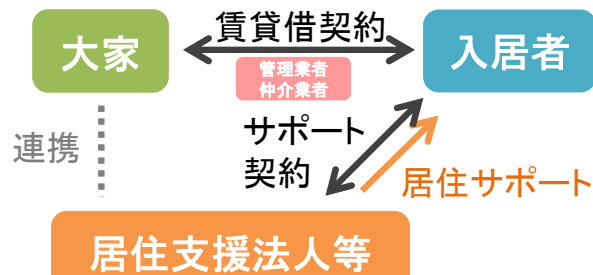 賃貸借契約
大家
入居者
管理業者
仲介業者
サポート
契約
連携
居住サポート
居住支援法人等